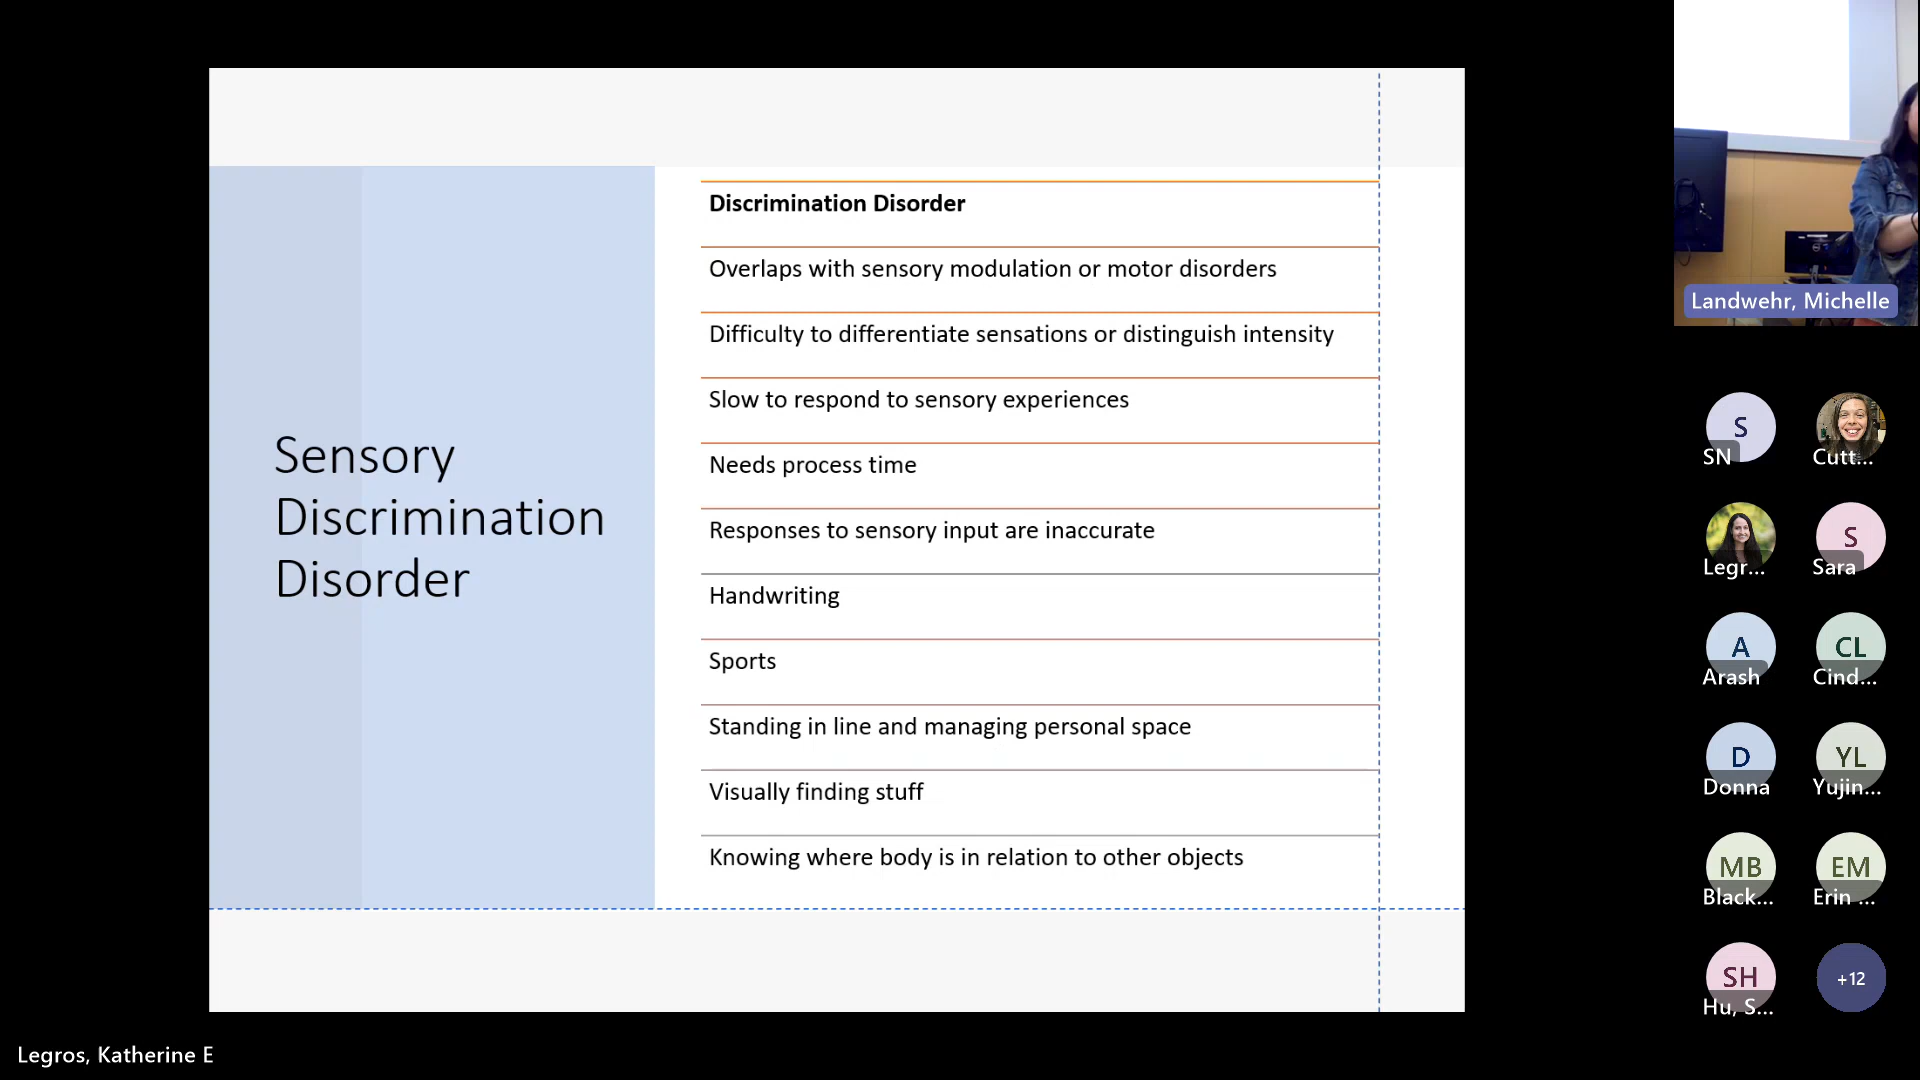 Sensory
Discrimination
Disorder
Discrimination Disorder
Overlaps with sensory modulation or motor disorders
Difficulty to differentiate sensations or distinguish intensity
Slow to respond to sensory experiences
Needs process time
Responses to sensory input are inaccurate
Handwriting
Sports
Standing in line and managing personal space
Visually finding stuff
Knowing where body is in relation to other objects
Landwehr, Michelle
S
SN
Cutt...
Legr...
S
Sara
A
Arash
CL
Cind...
D
Donna
YL
Yujin...
MB
Black...
EM
Erin ...
SH
Hu, S...
+12
Legros, Katherine E